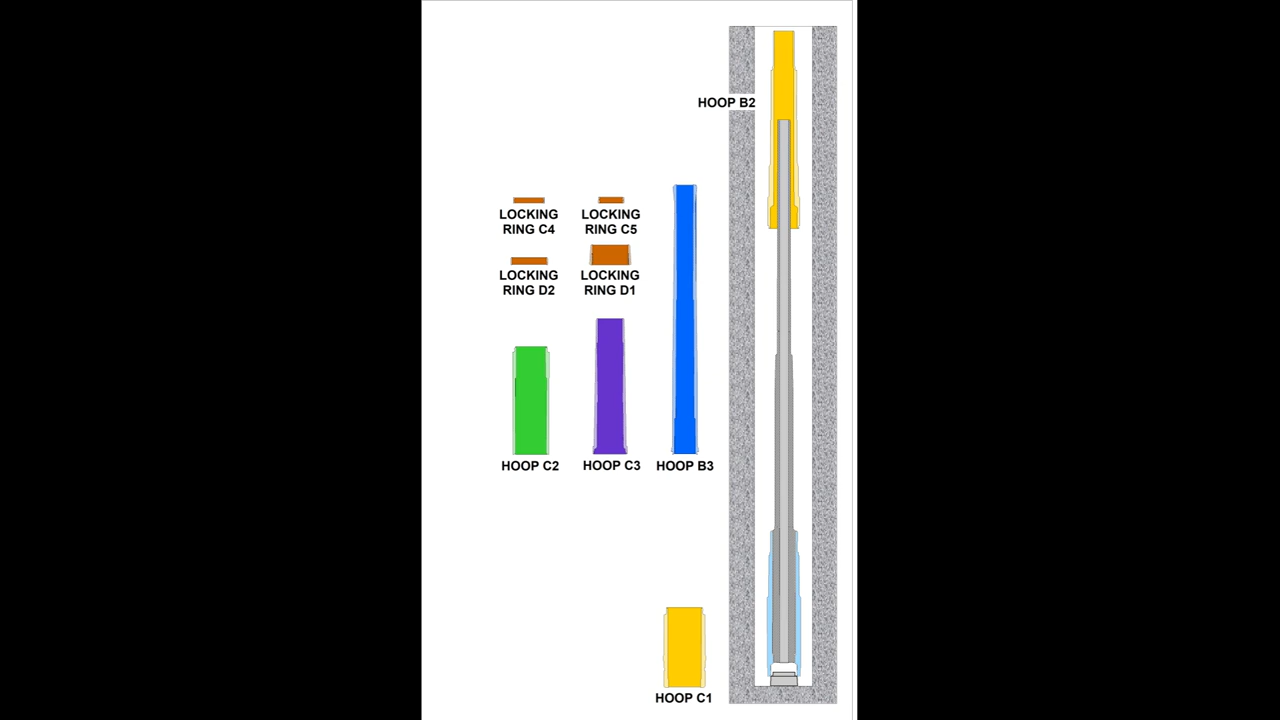 HOOP B2
LOCKING
RING C4
LOCKING
RING C5
LOCKING
RING D2
LOCKING
RING D1
HOOP C2
HOOP C3
HOOP B3
HOOP C1